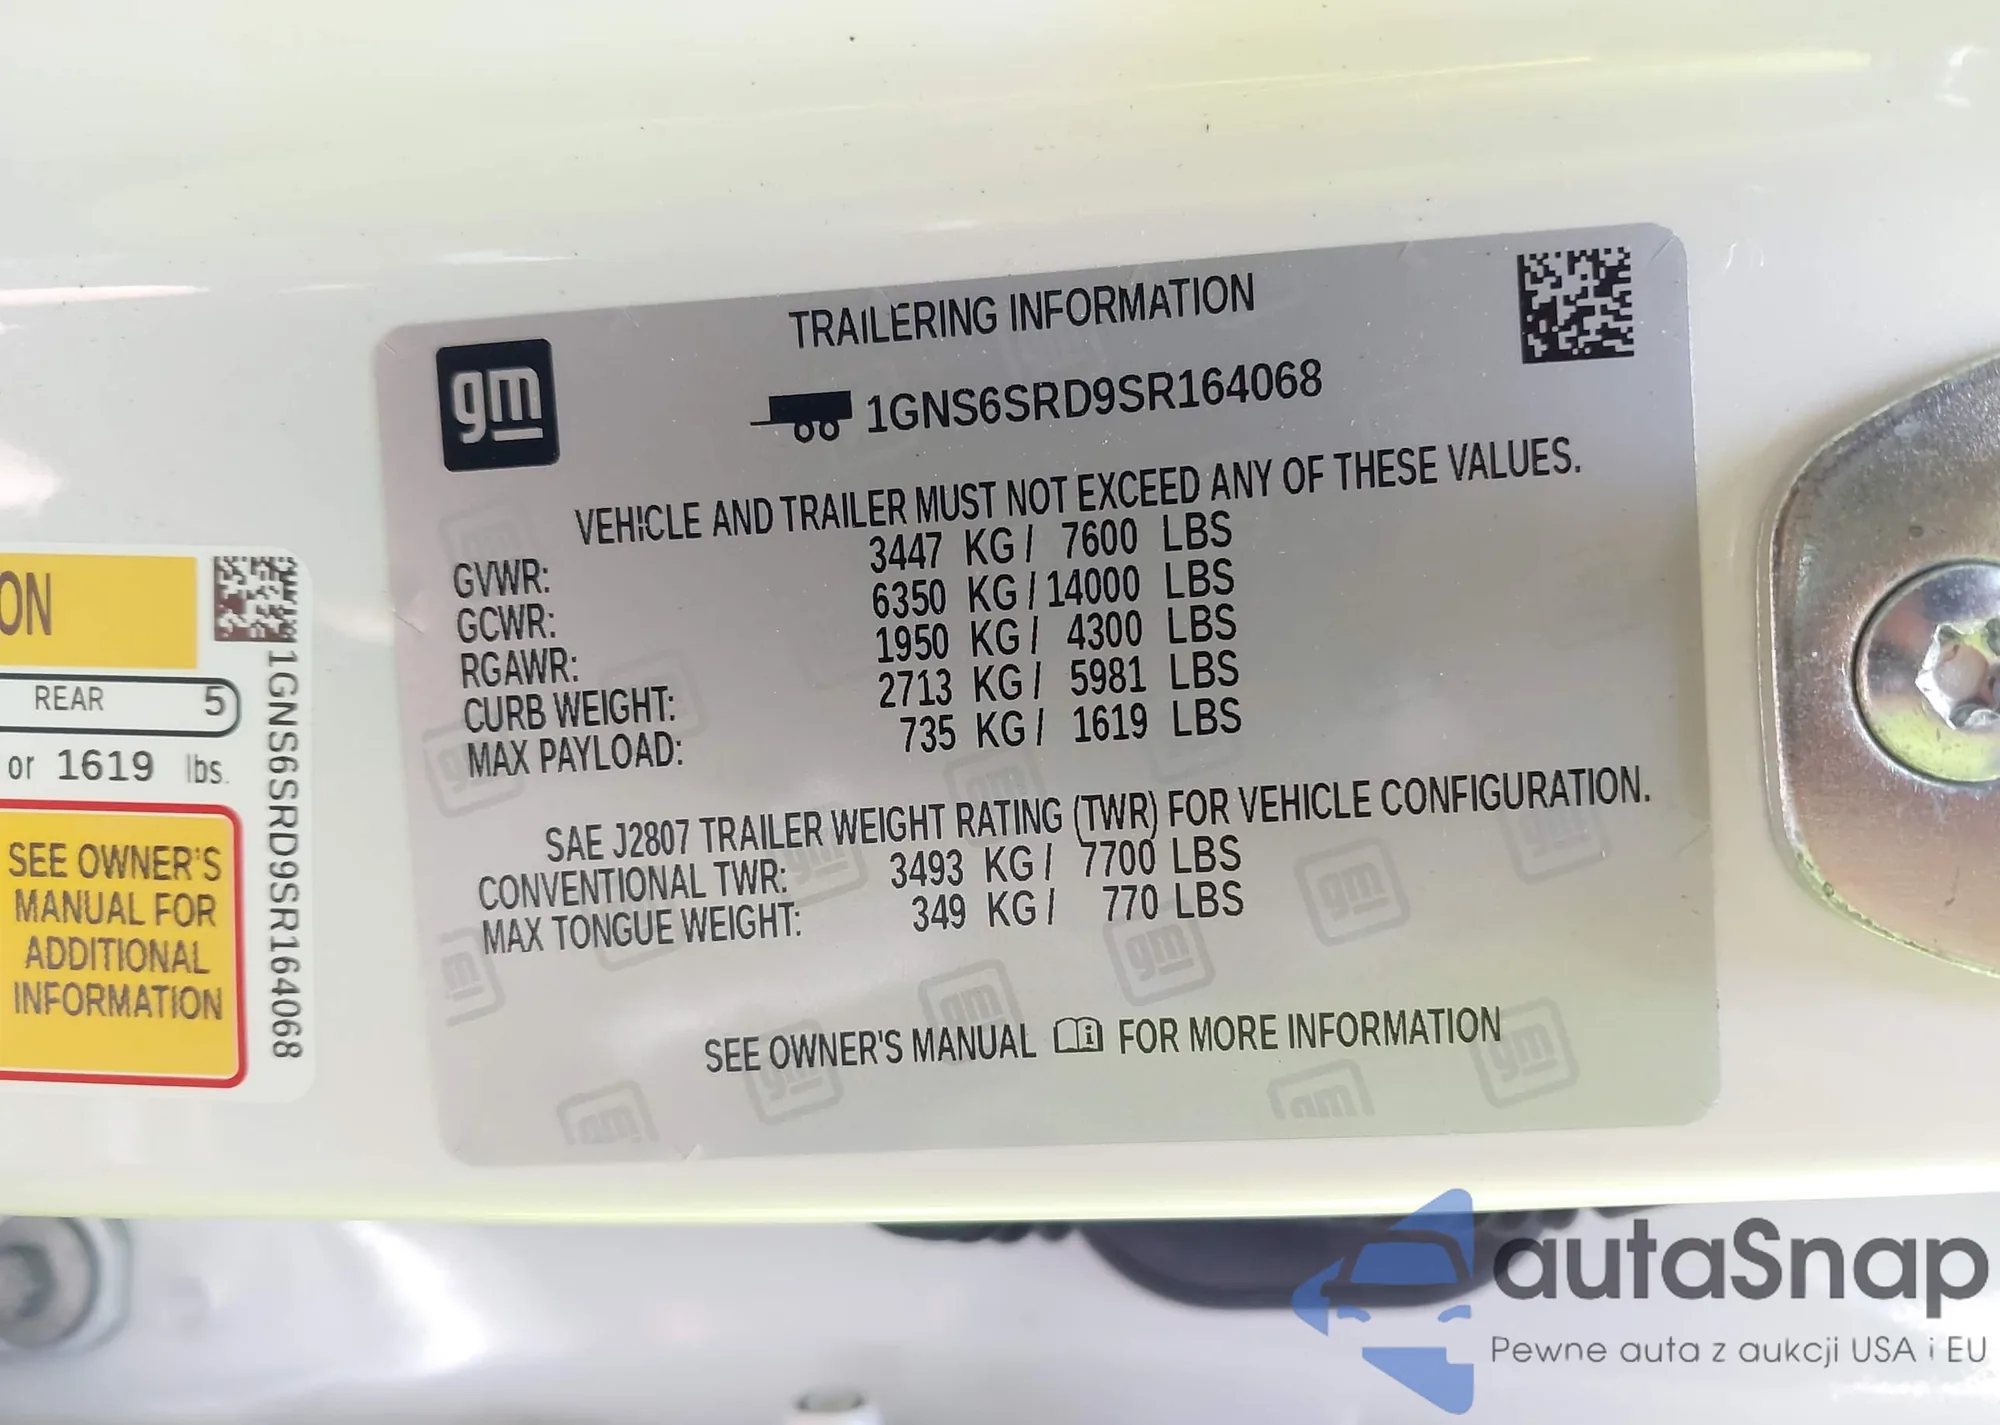 gm
TRAILERING INFORMATION
1GNS6SRD9SR164068
VEHICLE AND TRAILER MUST NOT EXCEED ANY OF THESE VALUES.
GVWR: 3447 KG / 7600 LBS
GCWR: 6350 KG / 14000 LBS
RGAWR: 1950 KG / 4300 LBS
CURB WEIGHT: 2713 KG / 5981 LBS
MAX PAYLOAD: 735 KG / 1619 LBS
SAE J2807 TRAILER WEIGHT RATING (TWR) FOR VEHICLE CONFIGURATION.
CONVENTIONAL TWR: 3493 KG / 7700 LBS
MAX TONGUE WEIGHT: 349 KG / 770 LBS
SEE OWNER'S MANUAL FOR MORE INFORMATION
ON
REAR 5
or 1619 lbs.
SEE OWNER'S
MANUAL FOR
ADDITIONAL
INFORMATION
1GNS6SRD9SR164068
autaSnap
Pewne auta z aukcji USA i EU